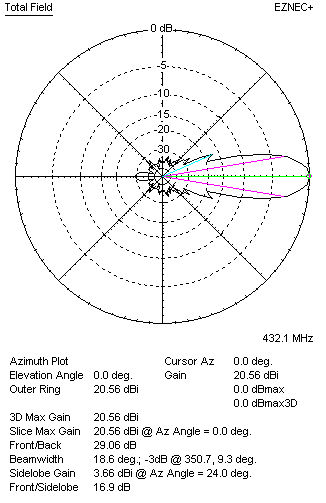 Total Field
EZNEC+
0 dB
-5
-10
-15
-20
-30
432.1 MHz
Azimuth Plot
Cursor Az 0.0 deg.
Elevation Angle 0.0 deg.
Gain 20.56 dBi
Outer Ring 20.56 dBi
0.0 dBmax
0.0 dBmax3D
3D Max Gain 20.56 dBi
Slice Max Gain 20.56 dBi @ Az Angle = 0.0 deg.
Front/Back 29.06 dB
Beamwidth 18.6 deg.; -3dB @ 350.7, 9.3 deg.
Sidelobe Gain 3.66 dBi @ Az Angle = 24.0 deg.
Front/Sidelobe 16.9 dB